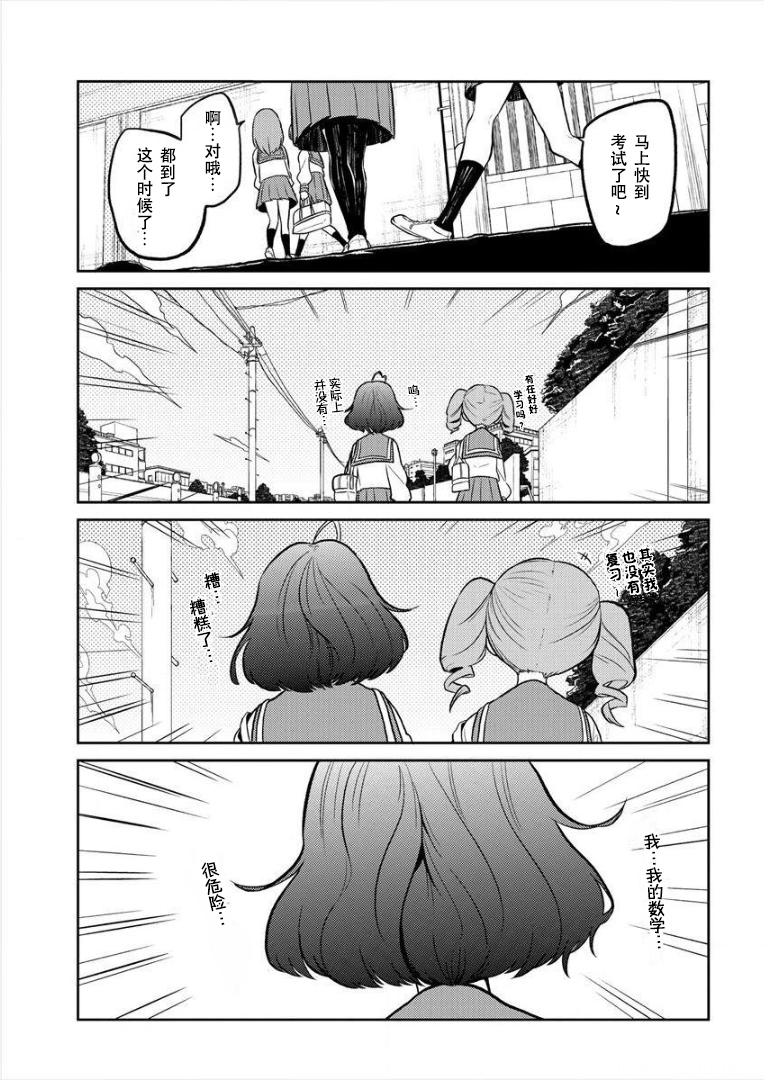 马上快到
考试了吧~
啊…对哦…
都到了
这个时候了…
有在好好
学习吗?
呜…
实际上
并没有…
其实我
也没有
复习~
糟…
糟糕了…
我…我的数学…
很危险…